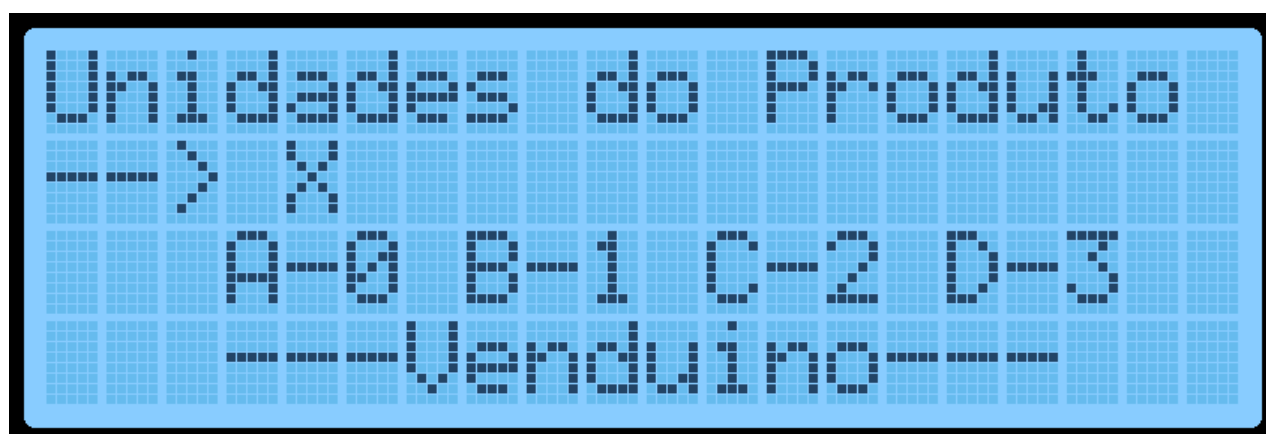 Unidades do Produto
--> X
A-0 B-1 C-2 D-3
---Venduino---